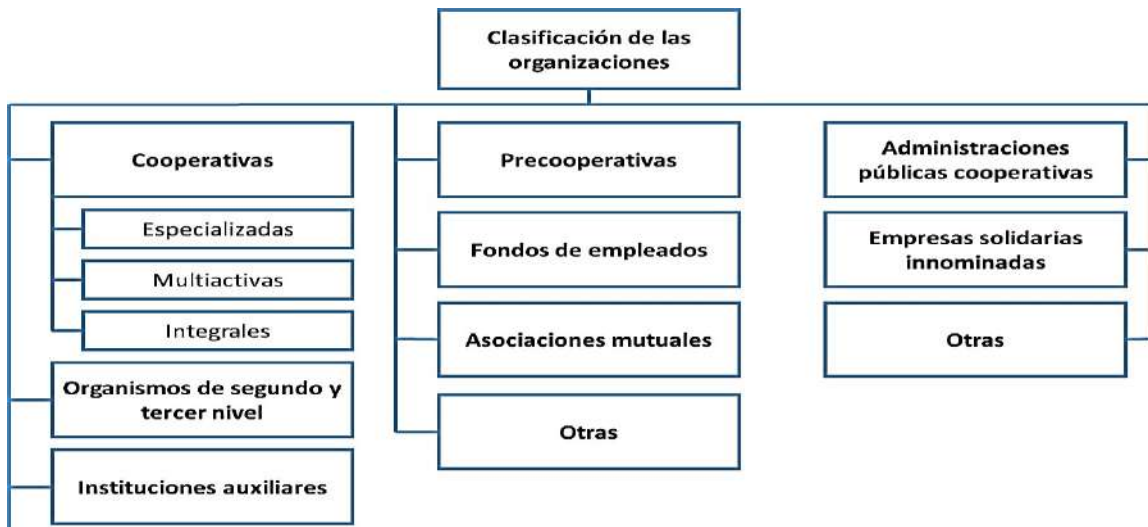 Clasificación de las
organizaciones
Cooperativas
Especializadas
Multiactivas
Integrales
Organismos de segundo y
tercer nivel
Instituciones auxiliares
Precooperativas
Fondos de empleados
Asociaciones mutuales
Otras
Administraciones
públicas cooperativas
Empresas solidarias
innominadas
Otras